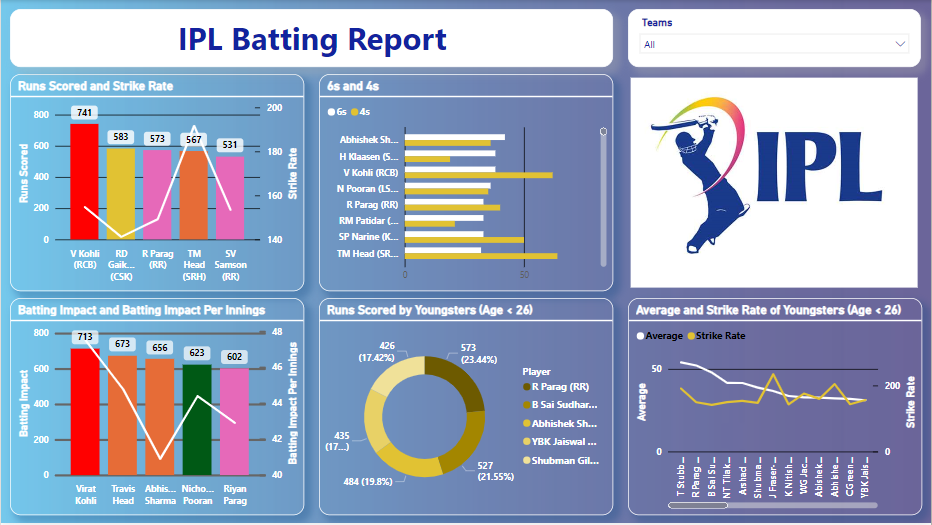 IPL Batting Report
Teams
All
Runs Scored and Strike Rate
800
600
400
200
0
Runs Scored
741
583
573
567
531
200
180
160
140
Strike Rate
V Kohli
(RCB)
RD
Gaik...
(CSK)
R Parag
(RR)
TM
Head
(SRH)
SV
Samson
(RR)
6s and 4s
6s 4s
Abhishek Sh...
H Klaasen (S...
V Kohli (RCB)
N Pooran (LS...
R Parag (RR)
RM Patidar (...
SP Narine (K...
TM Head (SR...
0 50
IPL
Batting Impact and Batting Impact Per Innings
800
600
400
200
0
Batting Impact
713
673
656
623
602
48
46
44
42
40
Batting Impact Per Innings
Virat
Kohli
Travis
Head
Abhis...
Sharma
Nicho...
Pooran
Riyan
Parag
Runs Scored by Youngsters (Age < 26)
573
(23.44%)
527
(21.55%)
484 (19.8%)
435
(17....)
426
(17.42%)
Player
R Parag (RR)
B Sai Sudhar...
Abhishek Sh...
YBK Jaiswal ...
Shubman Gil...
Average and Strike Rate of Youngsters (Age < 26)
Average Strike Rate
50
0
Average
200
0
Strike Rate
T Stubb...
R Parag ...
B Sai Su...
NT Tilak...
Arshad ...
Shubma...
J Fraser-...
K Nitish ...
WG Jac...
Abishek...
Abhishe...
C Green...
YBK Jais...